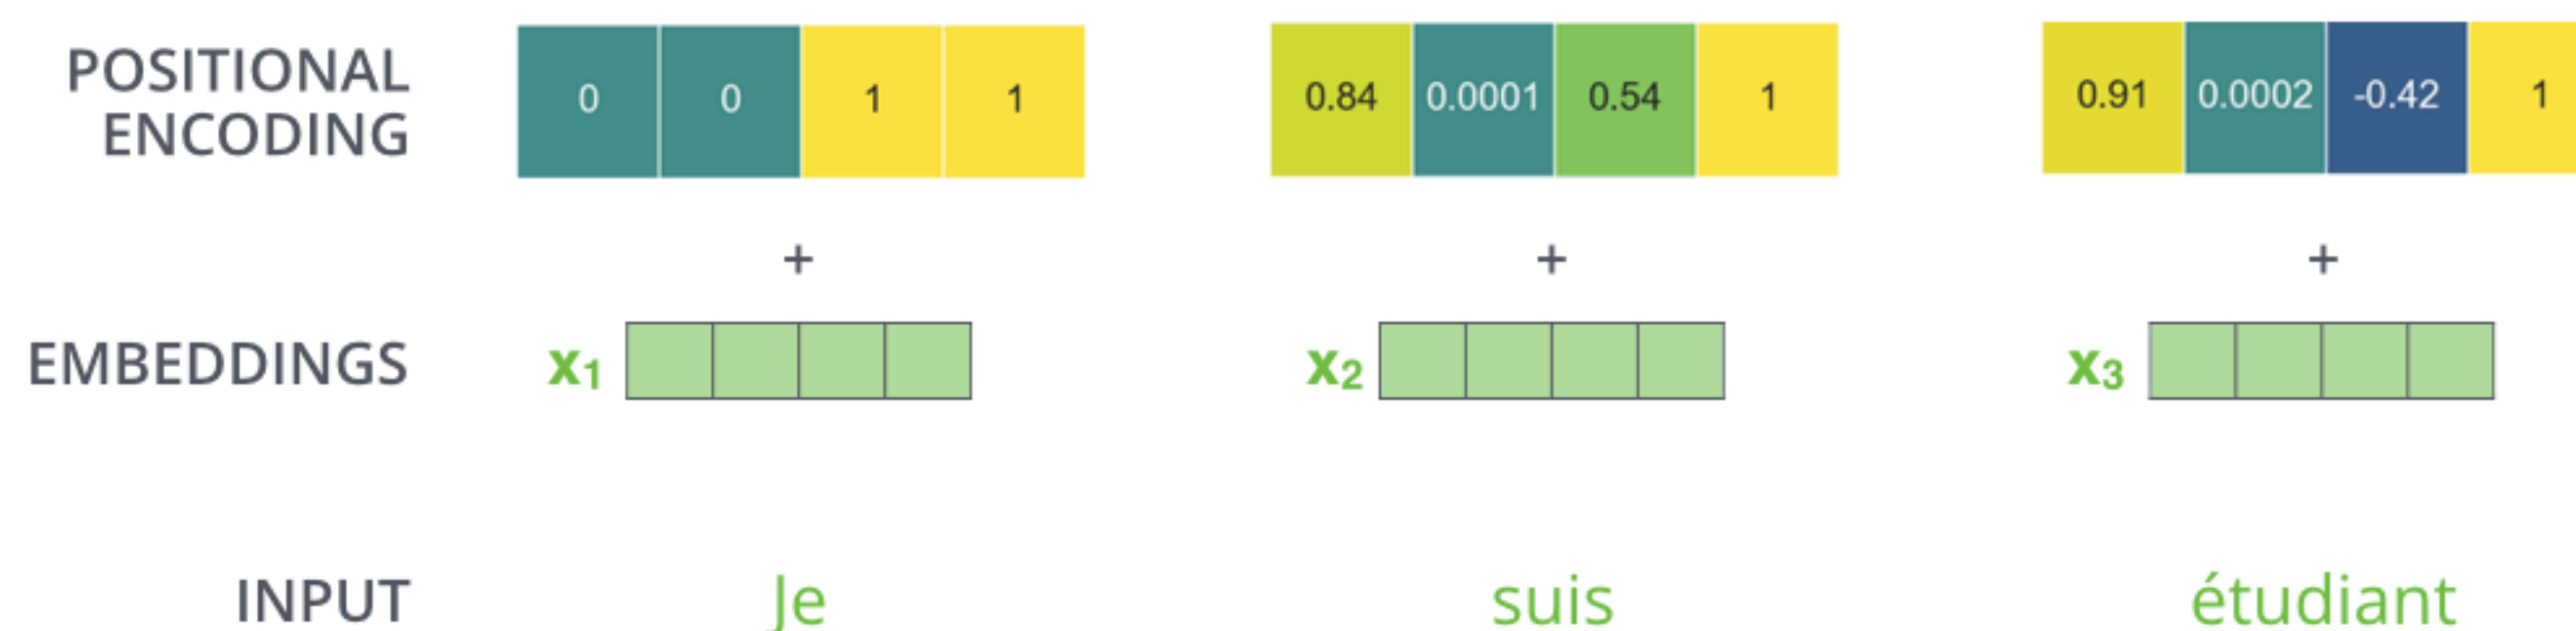 POSITIONAL
ENCODING
0 0 1 1 0.84 0.0001 0.54 1 0.91 0.0002 -0.42 1
+ + +
EMBEDDINGS x1 x2 x3
INPUT Je suis étudiant